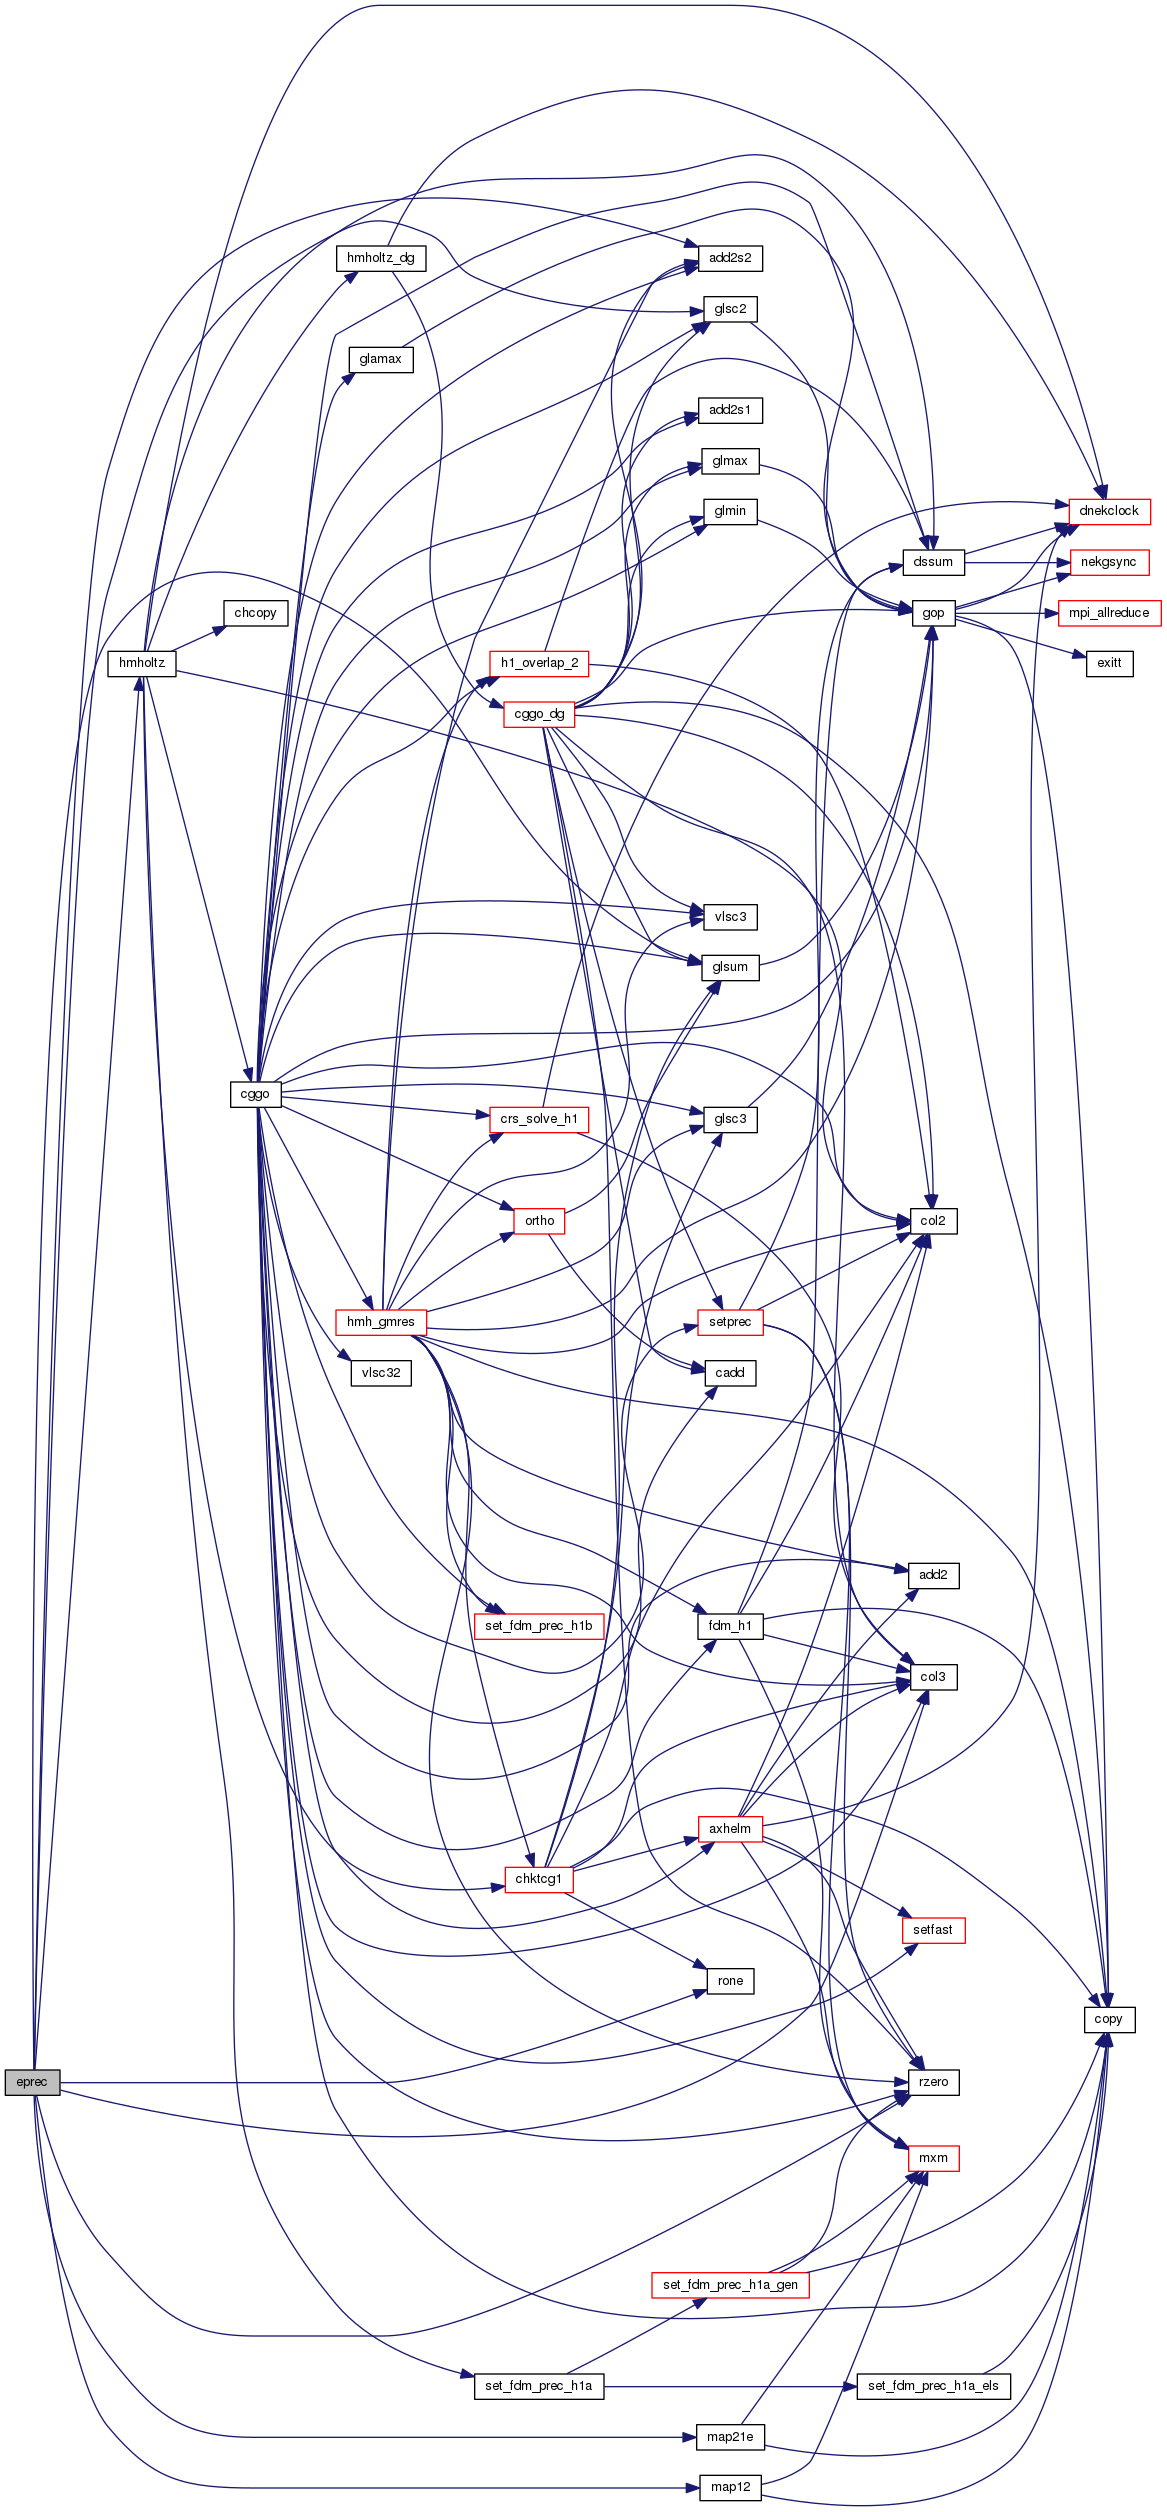 hmholtz_dg
add2s2
glsc2
glamax
add2s1
glmax
glmin
dnekclock
dssum
nekgsync
chcopy
gop
mpi_allreduce
hmholtz
h1_overlap_2
exitt
cggo_dg
vlsc3
glsum
cggo
crs_solve_h1
glsc3
ortho
col2
hmh_gmres
setprec
vlsc32
cadd
add2
set_fdm_prec_h1b
fdm_h1
col3
axhelm
chktcg1
setfast
rone
copy
eprec
rzero
mxm
set_fdm_prec_h1a_gen
set_fdm_prec_h1a
set_fdm_prec_h1a_els
map21e
map12